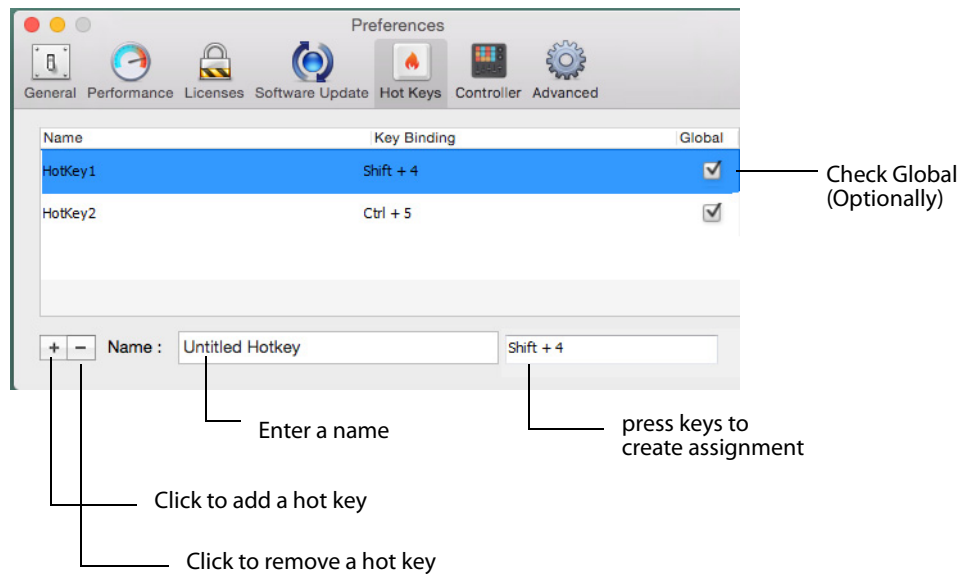 Preferences
General Performance Licenses Software Update Hot Keys Controller Advanced
Name Key Binding Global
HotKey1 Shift + 4
Check Global
(Optionally)
HotKey2 Ctrl + 5
+ − Name : Untitled Hotkey Shift + 4
Enter a name
press keys to
create assignment
Click to add a hot key
Click to remove a hot key